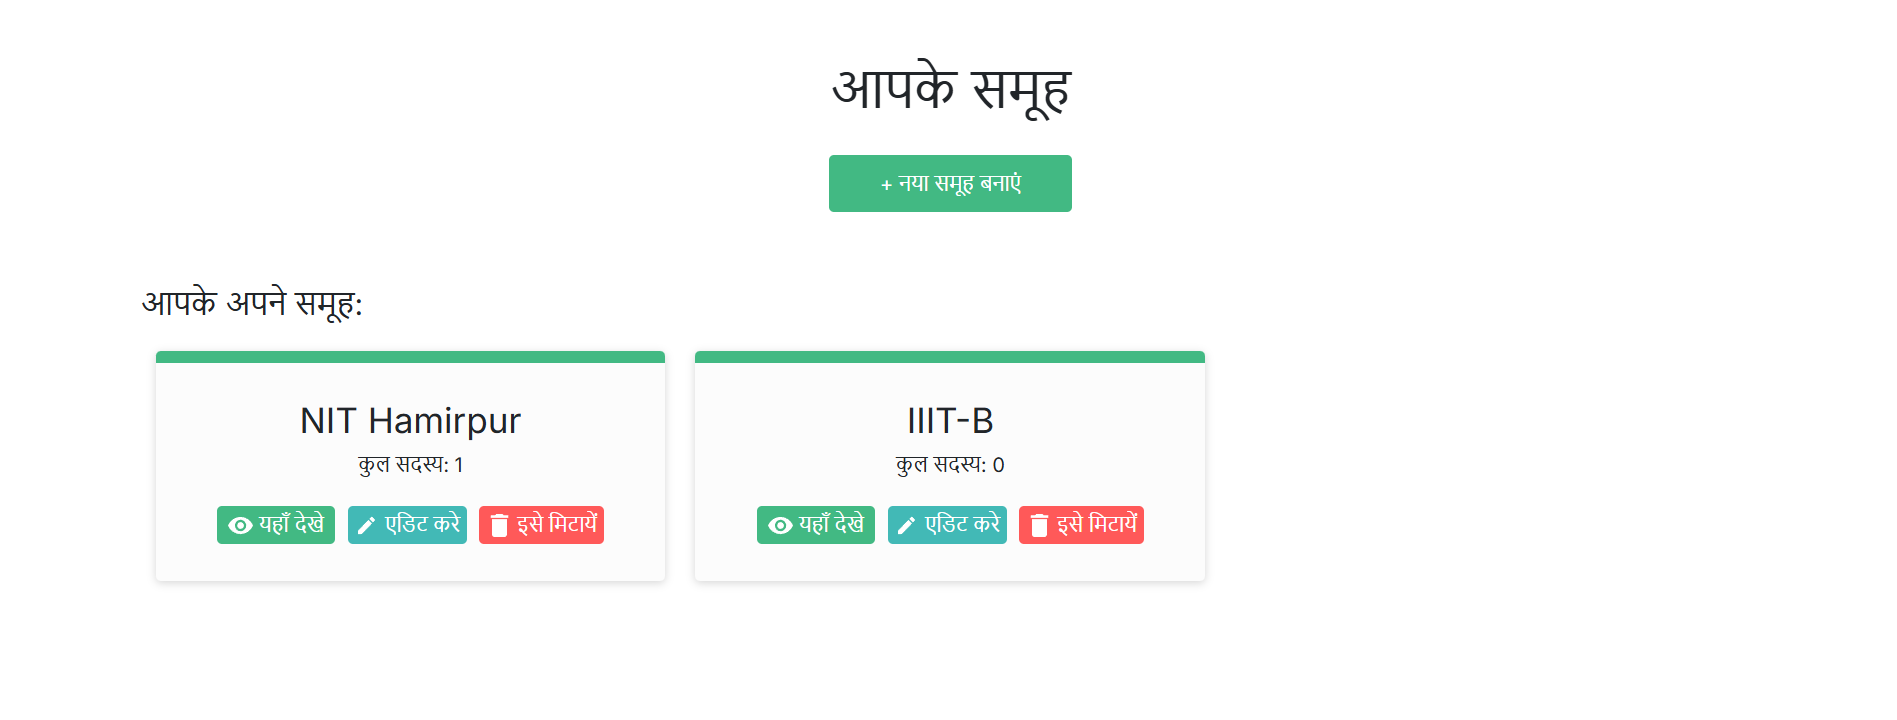 आपके समूह
+ नया समूह बनाएं
आपके अपने समूह:
NIT Hamirpur
कुल सदस्य: 1
यहाँ देखे एडिट करे इसे मिटायें
IIIT-B
कुल सदस्य: 0
यहाँ देखे एडिट करे इसे मिटायें